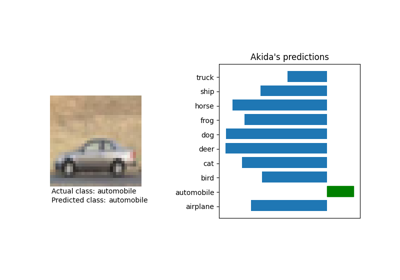 Akida's predictions
truck
ship
horse
frog
dog
deer
cat
bird
automobile
airplane
Actual class: automobile
Predicted class: automobile